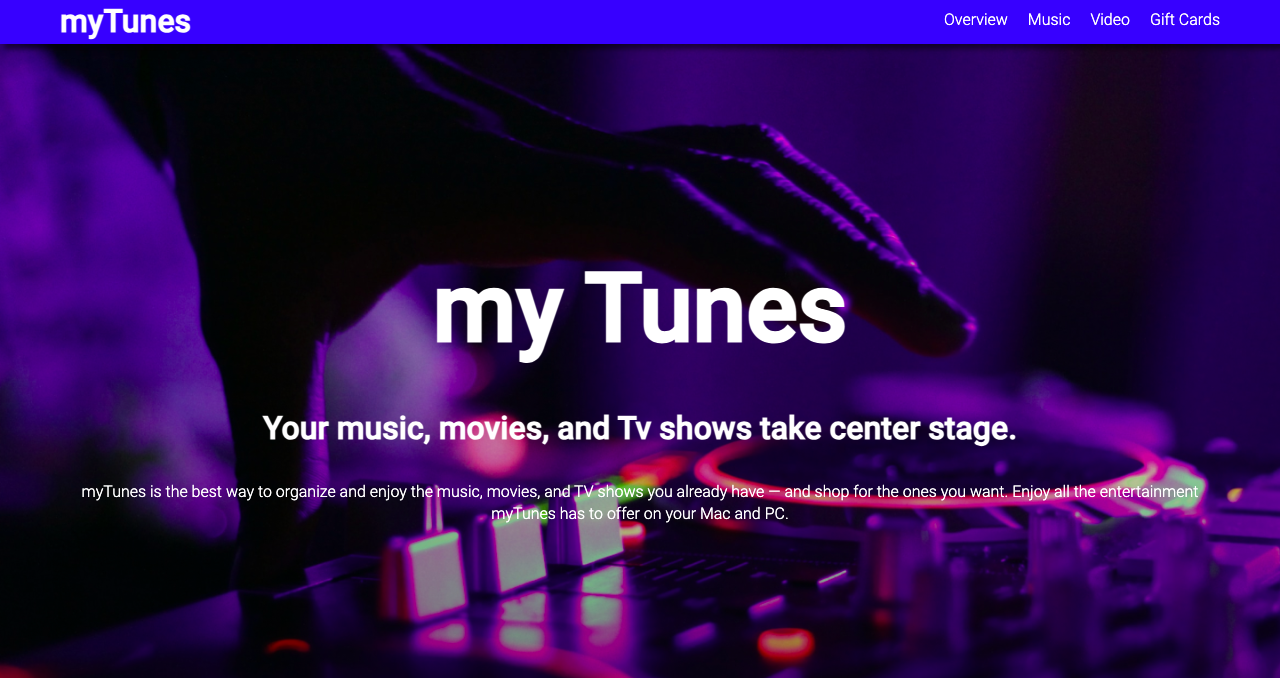 myTunes
Overview Music Video Gift Cards
my Tunes
Your music, movies, and Tv shows take center stage.
myTunes is the best way to organize and enjoy the music, movies, and TV shows you already have — and shop for the ones you want. Enjoy all the entertainment
myTunes has to offer on your Mac and PC.